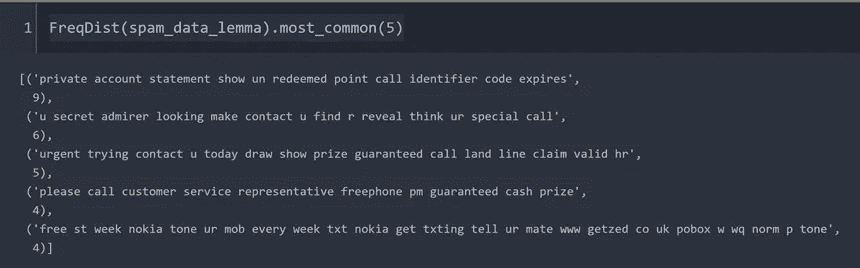 1 FreqDist(spam_data_lemma).most_common(5)
[('private account statement show un redeemed point call identifier code expires',
9),
('u secret admirer looking make contact u find r reveal think ur special call',
6),
('urgent trying contact u today draw show prize guaranteed call land line claim valid hr',
5),
('please call customer service representative freephone pm guaranteed cash prize',
4),
('free st week nokia tone ur mob every week txt nokia get txting tell ur mate www getzed co uk pobox w wq norm p tone',
4)]